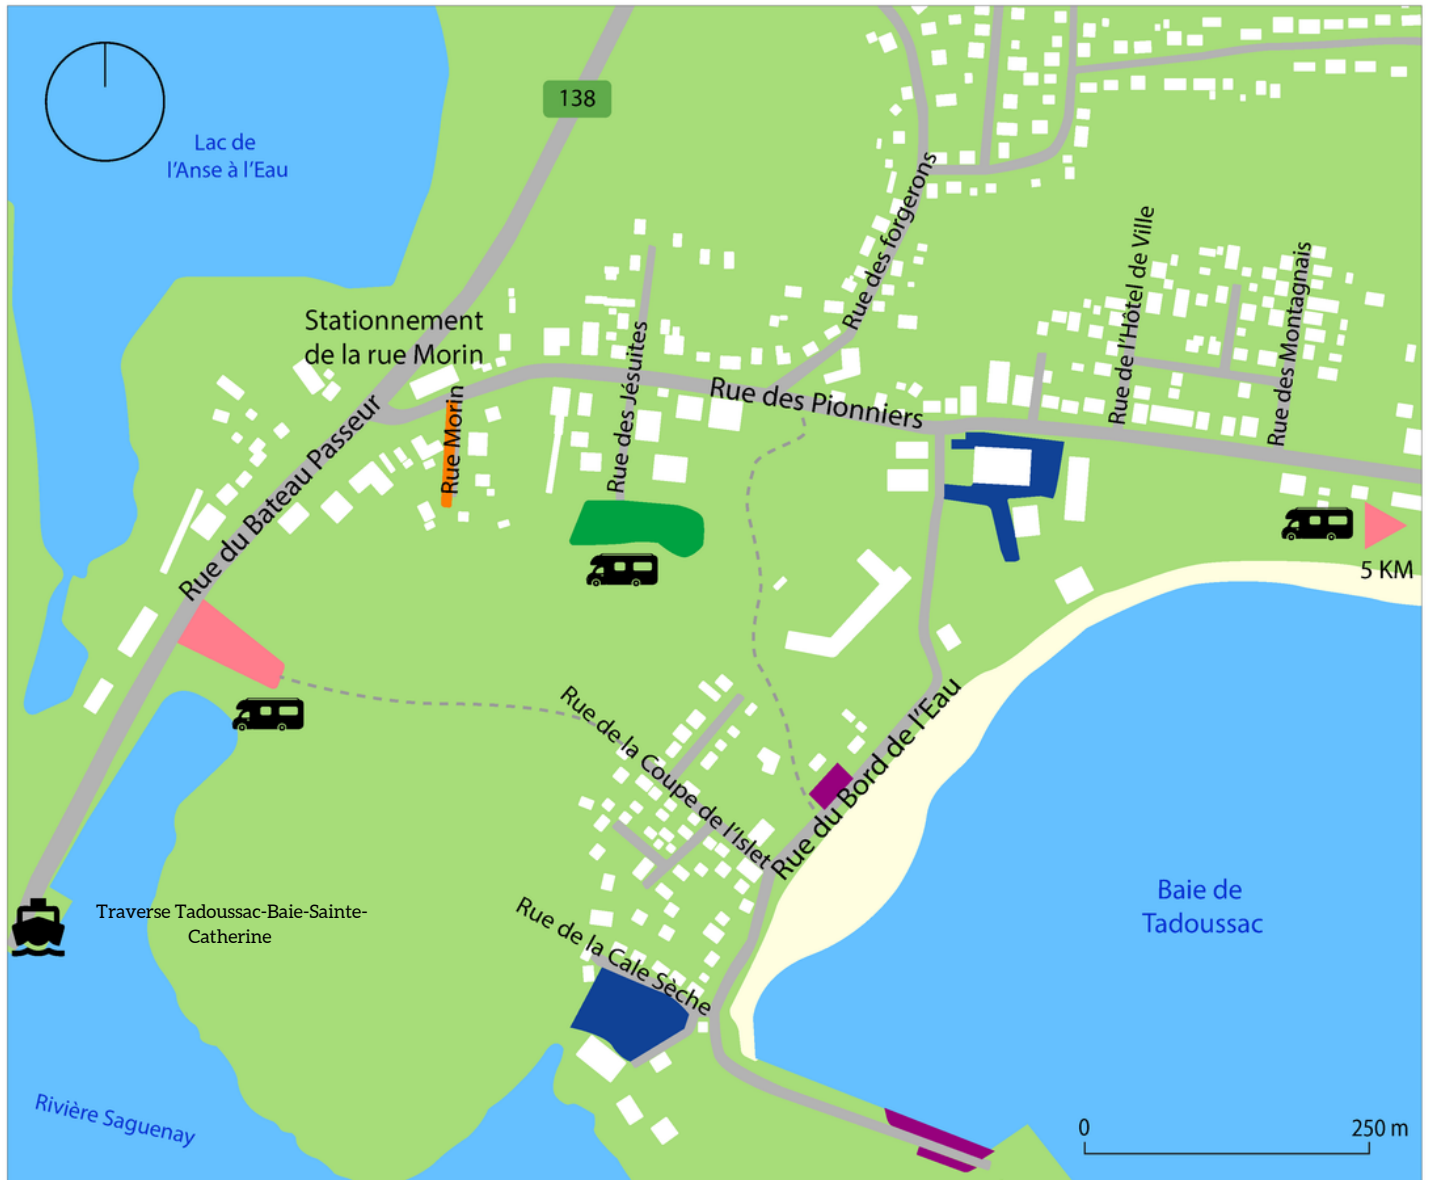 138
Lac de
l'Anse à l'Eau
Rue des forgerons
Rue de l'Hôtel de Ville
Rue des Montagnais
Stationnement
de la rue Morin
Rue des Jésuites
Rue des Pionniers
Rue Morin
Rue du Bateau Passeur
5 KM
Rue de la Coupe de l'Islet
Rue du Bord de l'Eau
Traverse Tadoussac-Baie-Sainte-
Catherine
Baie de
Tadoussac
Rue de la Cale Sèche
Rivière Saguenay
0
250 m